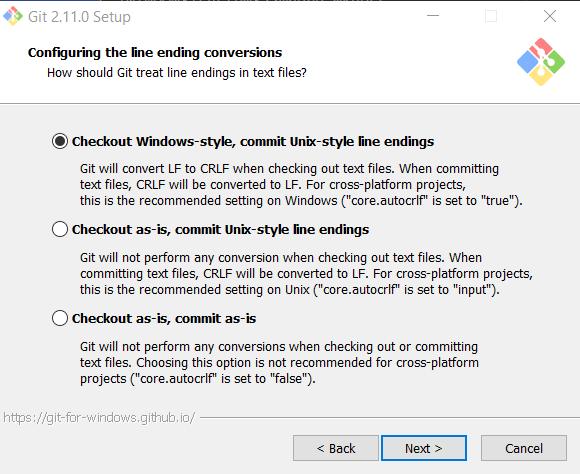 Git 2.11.0 Setup
Configuring the line ending conversions
How should Git treat line endings in text files?
Checkout Windows-style, commit Unix-style line endings
Git will convert LF to CRLF when checking out text files. When committing
text files, CRLF will be converted to LF. For cross-platform projects,
this is the recommended setting on Windows ("core.autocrlf" is set to "true").
Checkout as-is, commit Unix-style line endings
Git will not perform any conversion when checking out text files. When
committing text files, CRLF will be converted to LF. For cross-platform projects,
this is the recommended setting on Unix ("core.autocrlf" is set to "input").
Checkout as-is, commit as-is
Git will not perform any conversions when checking out or committing
text files. Choosing this option is not recommended for cross-platform
projects ("core.autocrlf" is set to "false").
https://git-for-windows.github.io/
< Back Next > Cancel